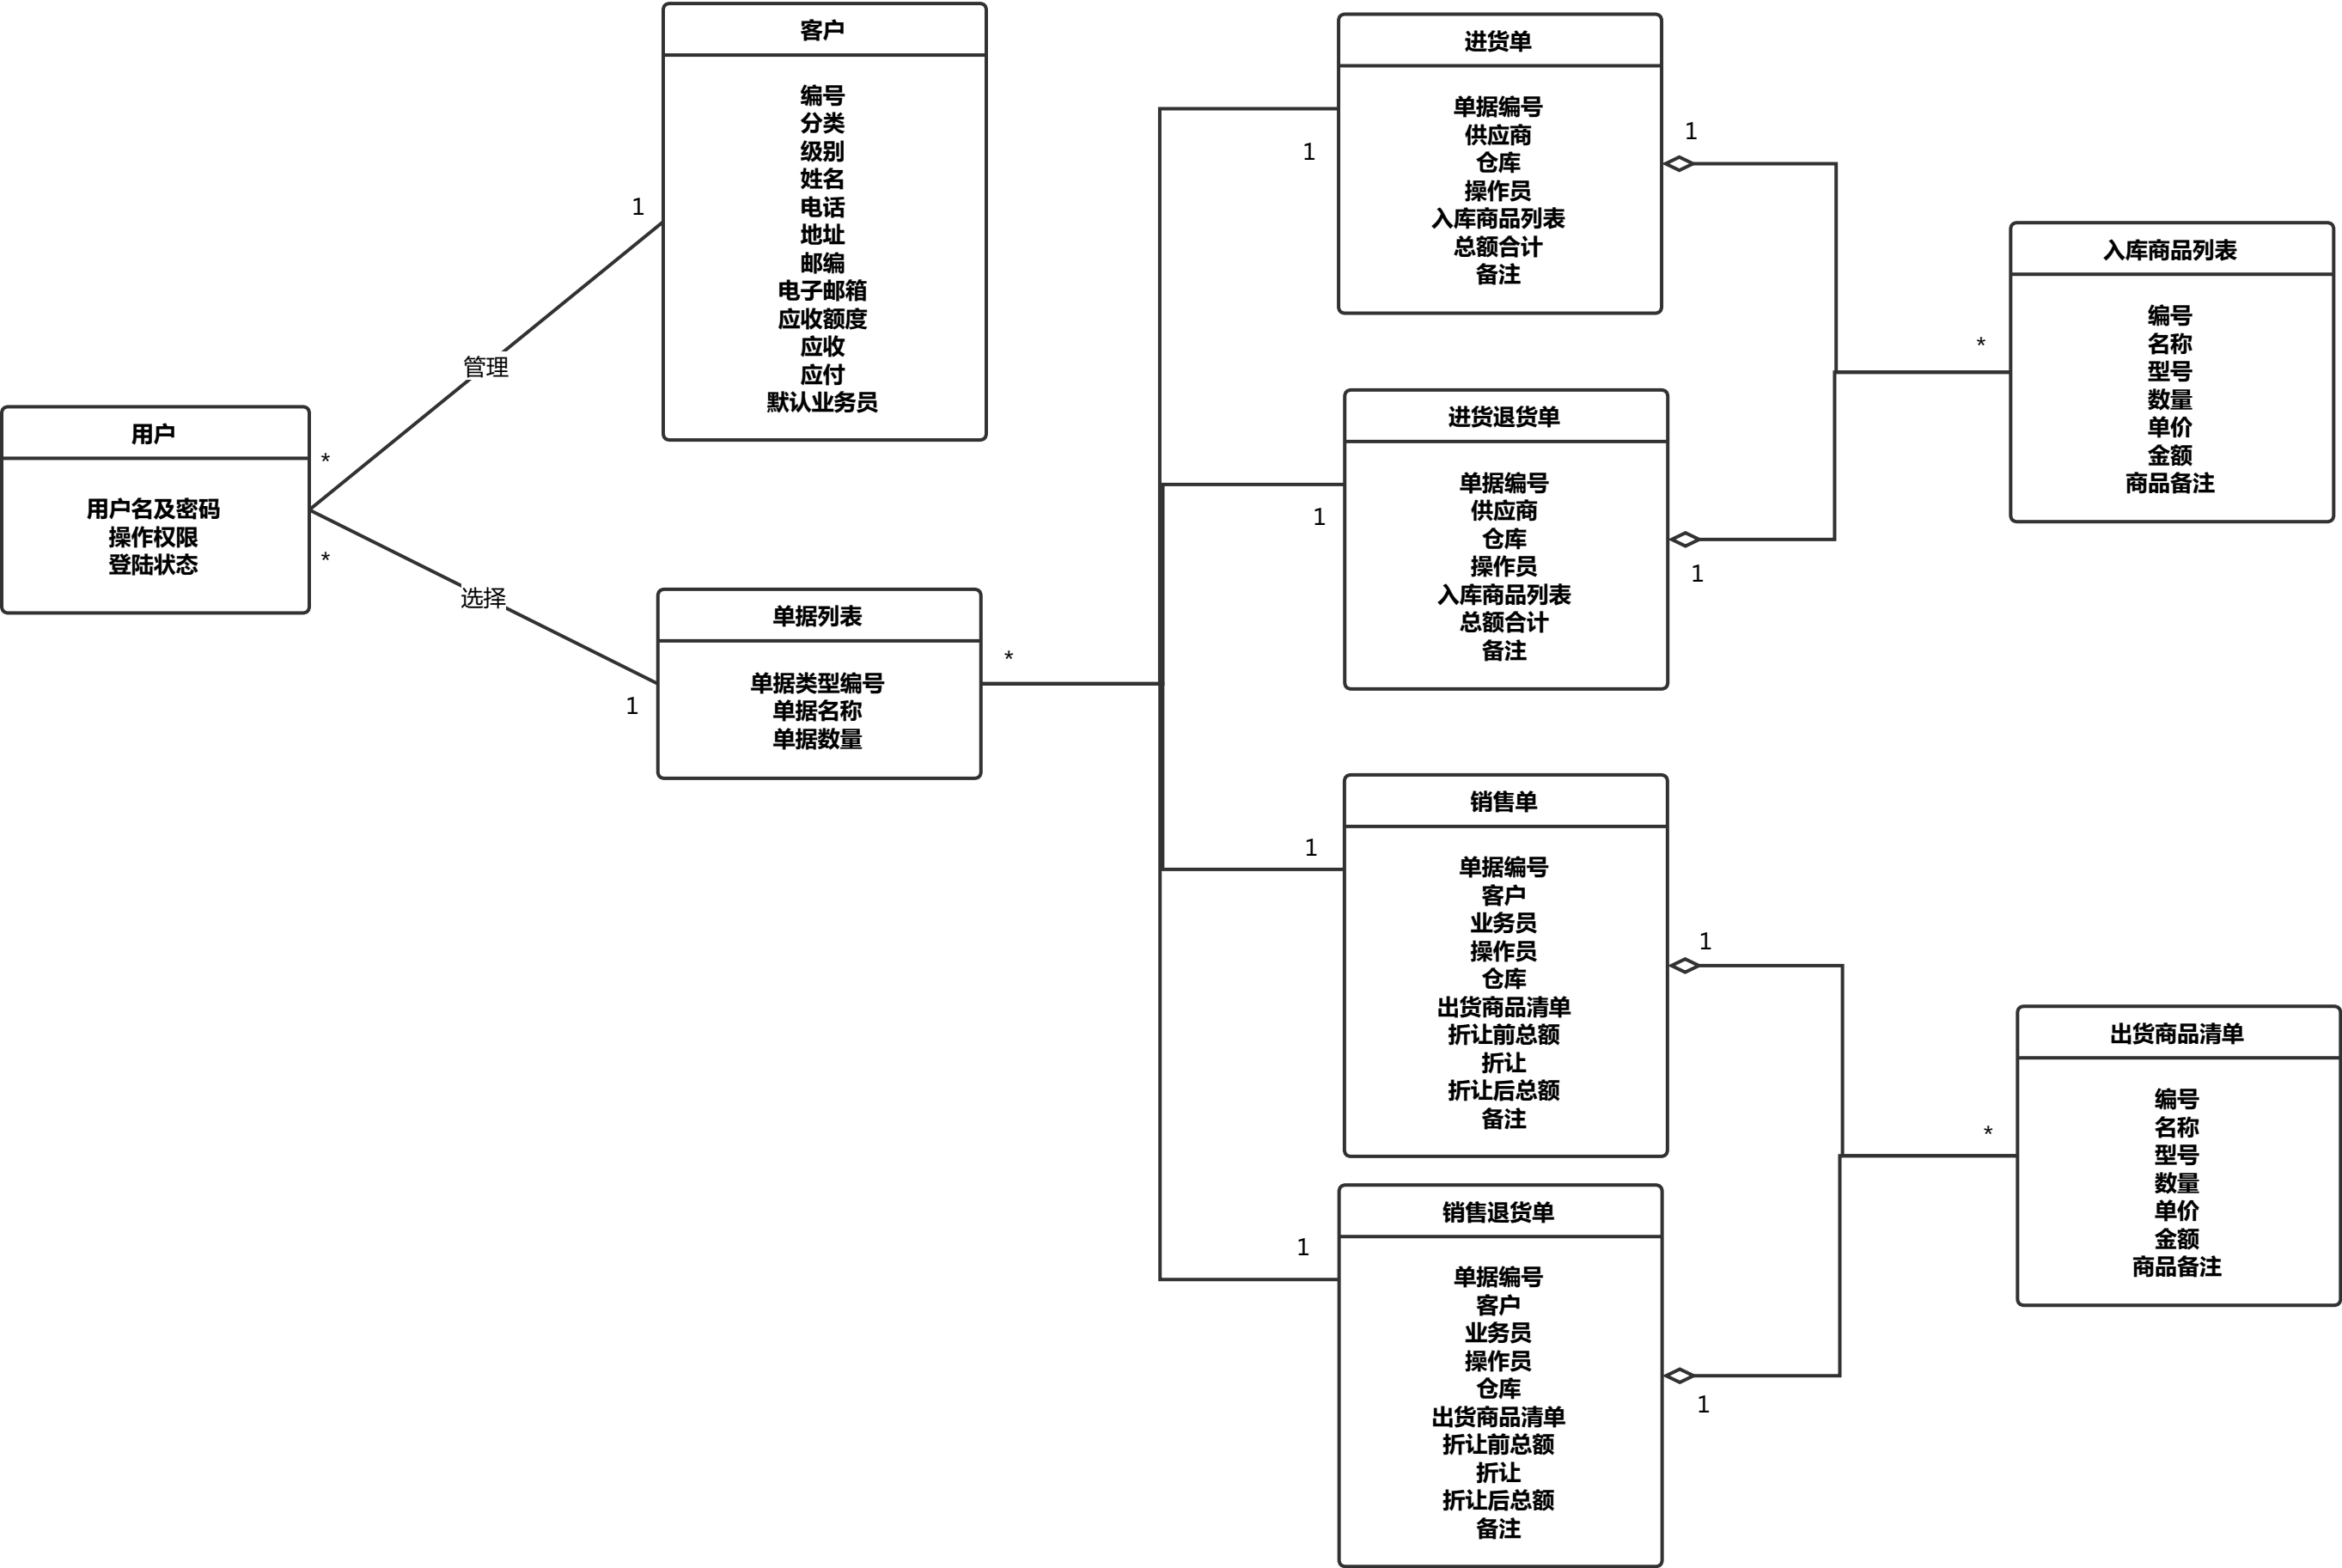 客户
编号
分类
级别
姓名
电话
地址
邮编
电子邮箱
应收额度
应收
应付
默认业务员
1
管理
用户
用户名及密码
操作权限
登陆状态
*
*
选择
1
单据列表
单据类型编号
单据名称
单据数量
*
进货单
单据编号
供应商
仓库
操作员
入库商品列表
总额合计
备注
1
1
进货退货单
单据编号
供应商
仓库
操作员
入库商品列表
总额合计
备注
1
1
入库商品列表
编号
名称
型号
数量
单价
金额
商品备注
*
销售单
单据编号
客户
业务员
操作员
仓库
出货商品清单
折让前总额
折让
折让后总额
备注
1
1
销售退货单
单据编号
客户
业务员
操作员
仓库
出货商品清单
折让前总额
折让
折让后总额
备注
1
1
出货商品清单
编号
名称
型号
数量
单价
金额
商品备注
*